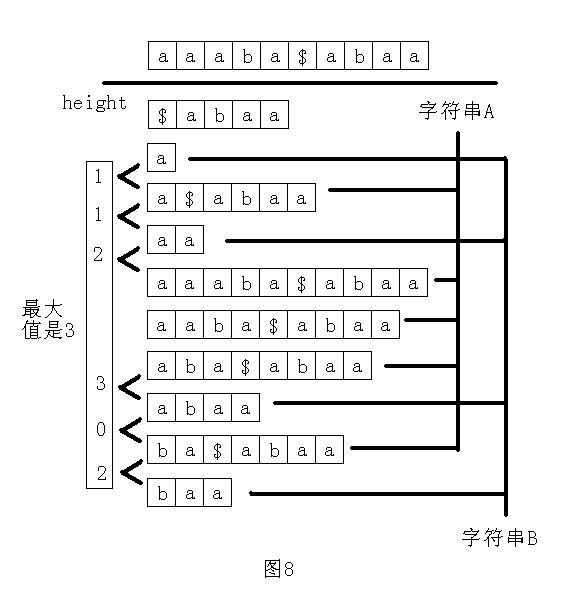 a a a b a $ a b a a
height
$ a b a a
字符串A
a
1
a $ a b a a
1
a a
2
a a a b a $ a b a a
最大
值是3
a a b a $ a b a a
a b a $ a b a a
3
a b a a
0
b a $ a b a a
2
b a a
字符串B
图8